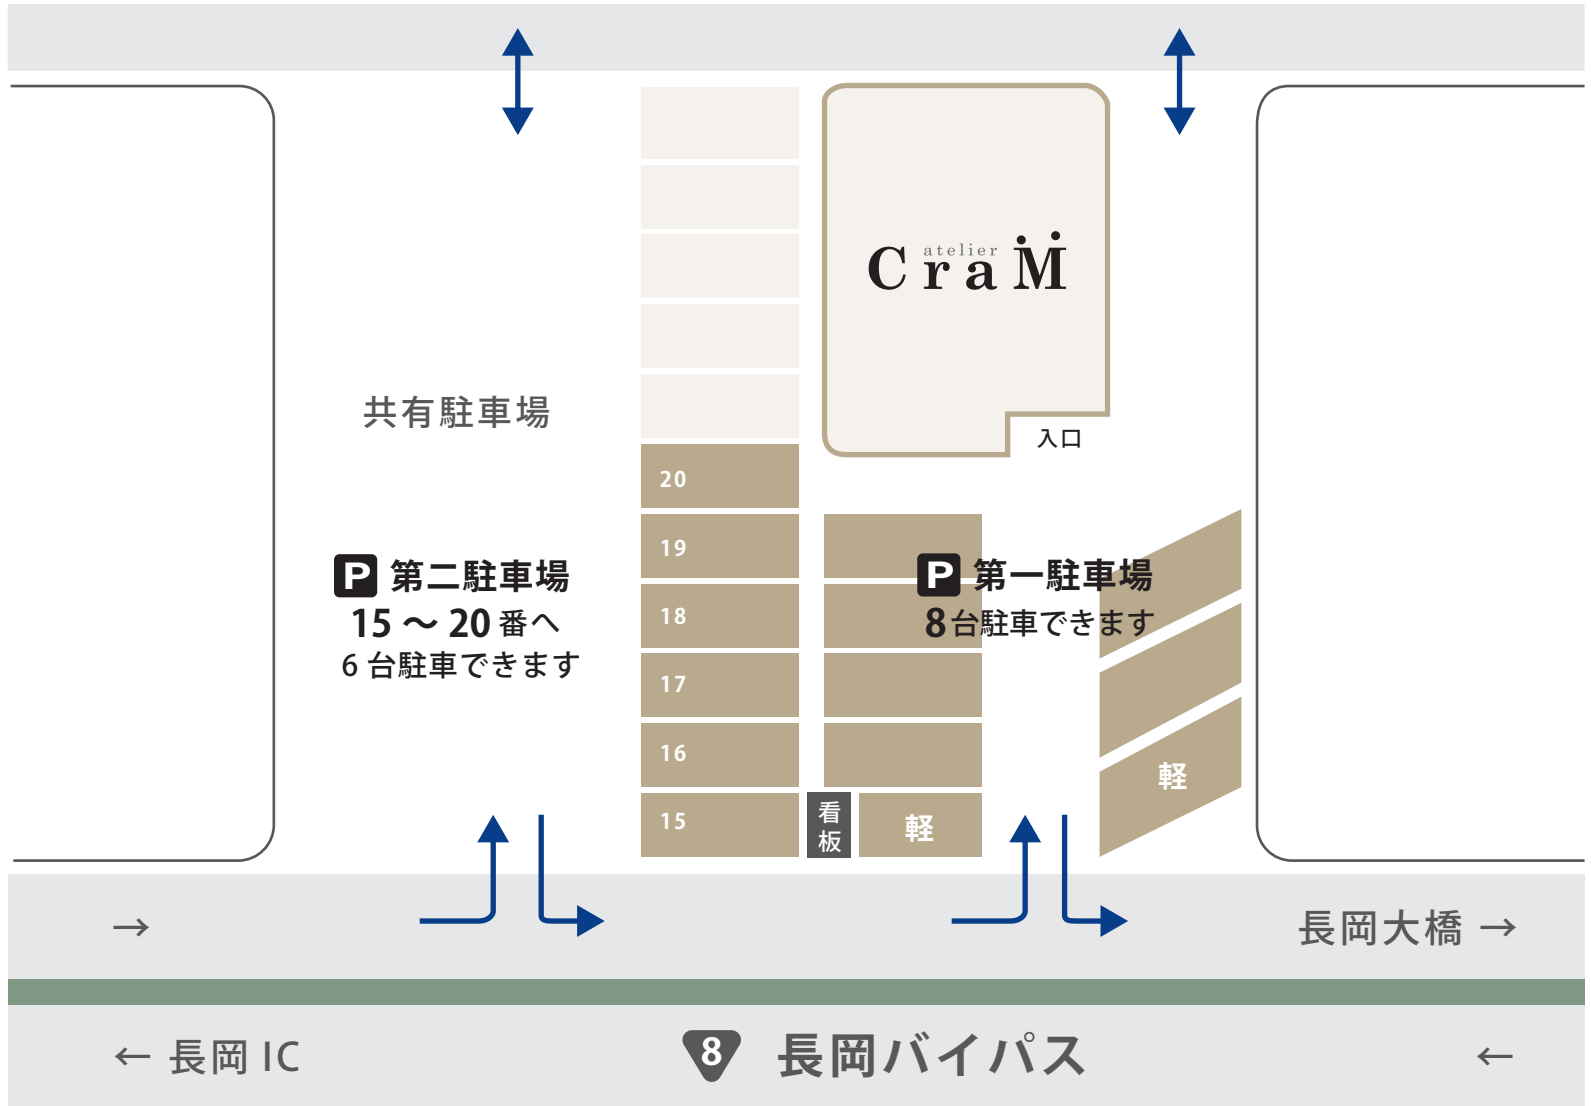 atelier
CraM
入口
共有駐車場
20
19
18
17
16
15
P 第二駐車場
15 〜 20 番へ
6 台駐車できます
P 第一駐車場
8台駐車できます
軽
看板
軽
→
長岡大橋 →
← 長岡 IC
8 長岡バイパス
←